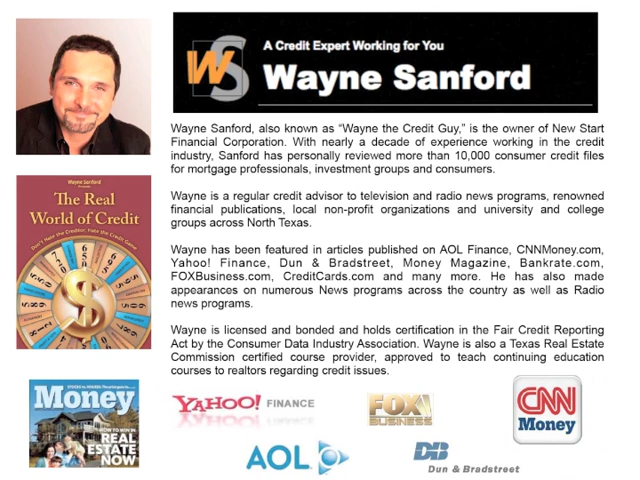 A Credit Expert Working for You
WS
Wayne Sanford
Wayne Sanford, also known as “Wayne the Credit Guy,” is the owner of New Start
Financial Corporation. With nearly a decade of experience working in the credit
industry, Sanford has personally reviewed more than 10,000 consumer credit files
for mortgage professionals, investment groups and consumers.
Wayne is a regular credit advisor to television and radio news programs, renowned
financial publications, local non-profit organizations and university and college
groups across North Texas.
Wayne has been featured in articles published on AOL Finance, CNNMoney.com,
Yahoo! Finance, Dun & Bradstreet, Money Magazine, Bankrate.com,
FOXBusiness.com, CreditCards.com and many more. He has also made
appearances on numerous News programs across the country as well as Radio
news programs.
Wayne is licensed and bonded and holds certification in the Fair Credit Reporting
Act by the Consumer Data Industry Association. Wayne is also a Texas Real Estate
Commission certified course provider, approved to teach continuing education
courses to realtors regarding credit issues.
Wayne Sanford
The Real
World of Credit
Don't Hate the Creditor, Hate the Credit Game
$
Money
HOW TO WIN IN
REAL
ESTATE
NOW
YAHOO! FINANCE
FOX
BUSINESS
CNN
Money
AOL
DB
Dun & Bradstreet